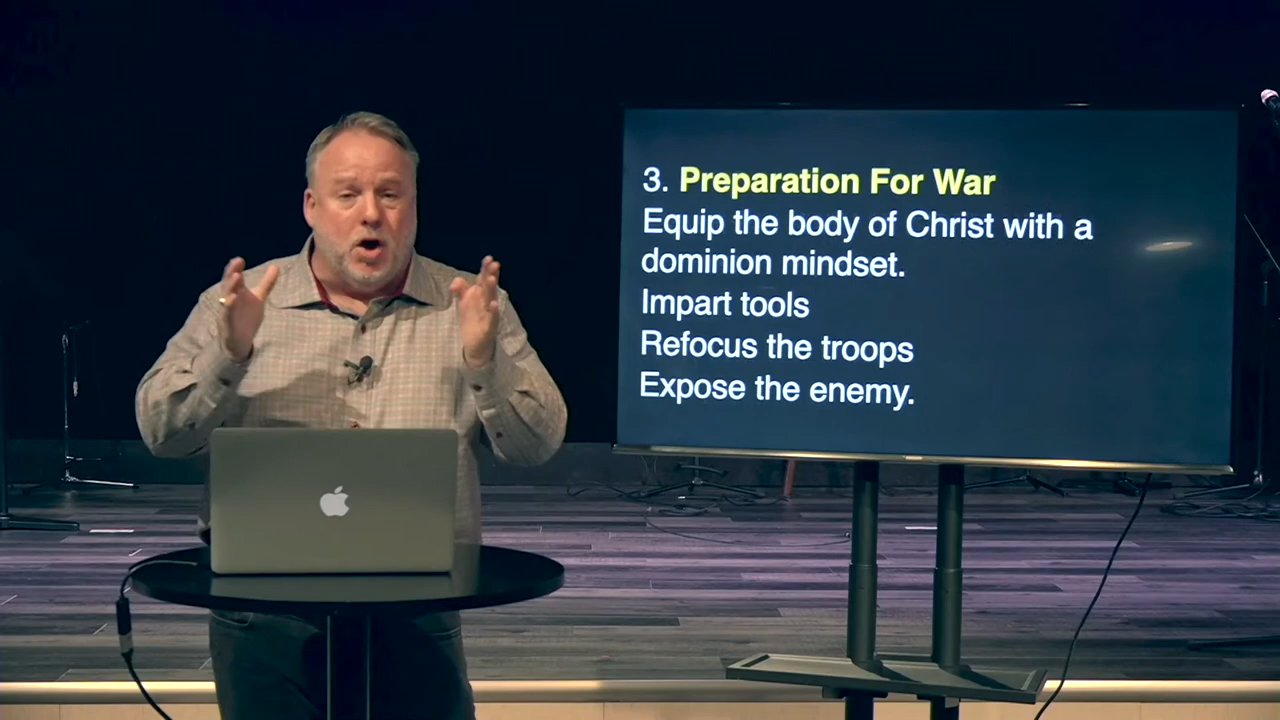 3. Preparation For War
Equip the body of Christ with a
dominion mindset.
Impart tools
Refocus the troops
Expose the enemy.